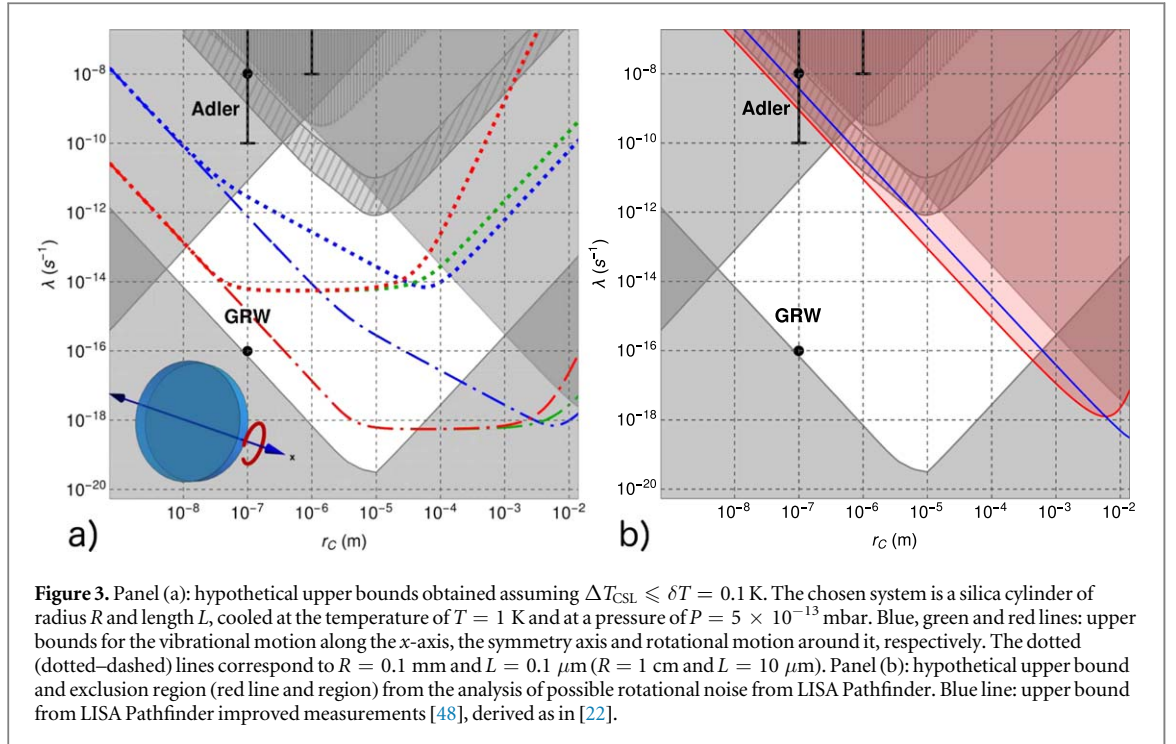 10⁻⁸
10⁻¹⁰
10⁻¹²
10⁻¹⁴
10⁻¹⁶
10⁻¹⁸
10⁻²⁰
λ (s⁻¹)
Adler
GRW
x
10⁻⁸ 10⁻⁷ 10⁻⁶ 10⁻⁵ 10⁻⁴ 10⁻³ 10⁻²
r_C (m)
a)
10⁻⁸
10⁻¹⁰
10⁻¹²
10⁻¹⁴
10⁻¹⁶
10⁻¹⁸
10⁻²⁰
λ (s⁻¹)
Adler
GRW
10⁻⁸ 10⁻⁷ 10⁻⁶ 10⁻⁵ 10⁻⁴ 10⁻³ 10⁻²
r_C (m)
b)
Figure 3. Panel (a): hypothetical upper bounds obtained assuming ΔT_CSL ⩽ δT = 0.1 K. The chosen system is a silica cylinder of
radius R and length L, cooled at the temperature of T = 1 K and at a pressure of P = 5 × 10⁻¹³ mbar. Blue, green and red lines: upper
bounds for the vibrational motion along the x-axis, the symmetry axis and rotational motion around it, respectively. The dotted
(dotted–dashed) lines correspond to R = 0.1 mm and L = 0.1 μm (R = 1 cm and L = 10 μm). Panel (b): hypothetical upper bound
and exclusion region (red line and region) from the analysis of possible rotational noise from LISA Pathfinder. Blue line: upper bound
from LISA Pathfinder improved measurements [48], derived as in [22].